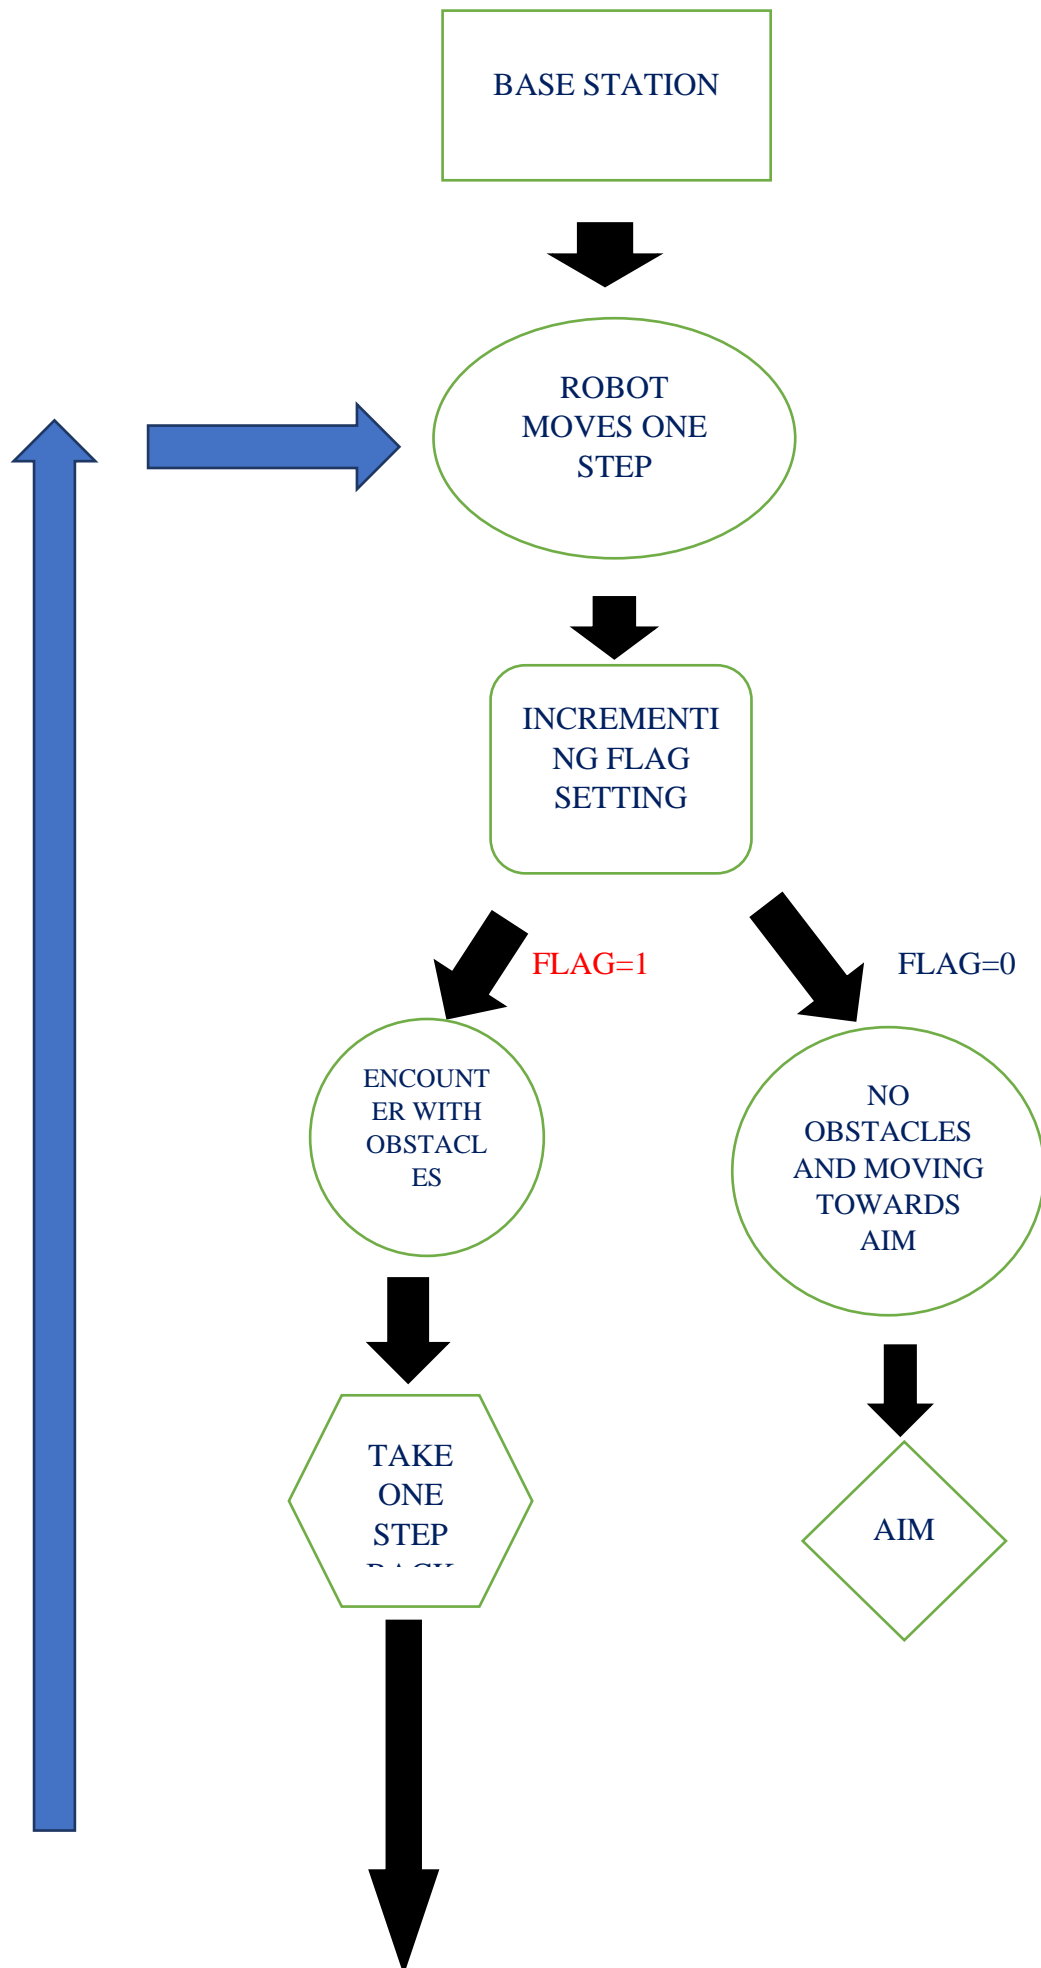 BASE STATION
ROBOT
MOVES ONE
STEP
INCREMENTI
NG FLAG
SETTING
FLAG=1
FLAG=0
ENCOUNT
ER WITH
OBSTACL
ES
NO
OBSTACLES
AND MOVING
TOWARDS
AIM
TAKE
ONE
STEP
AIM